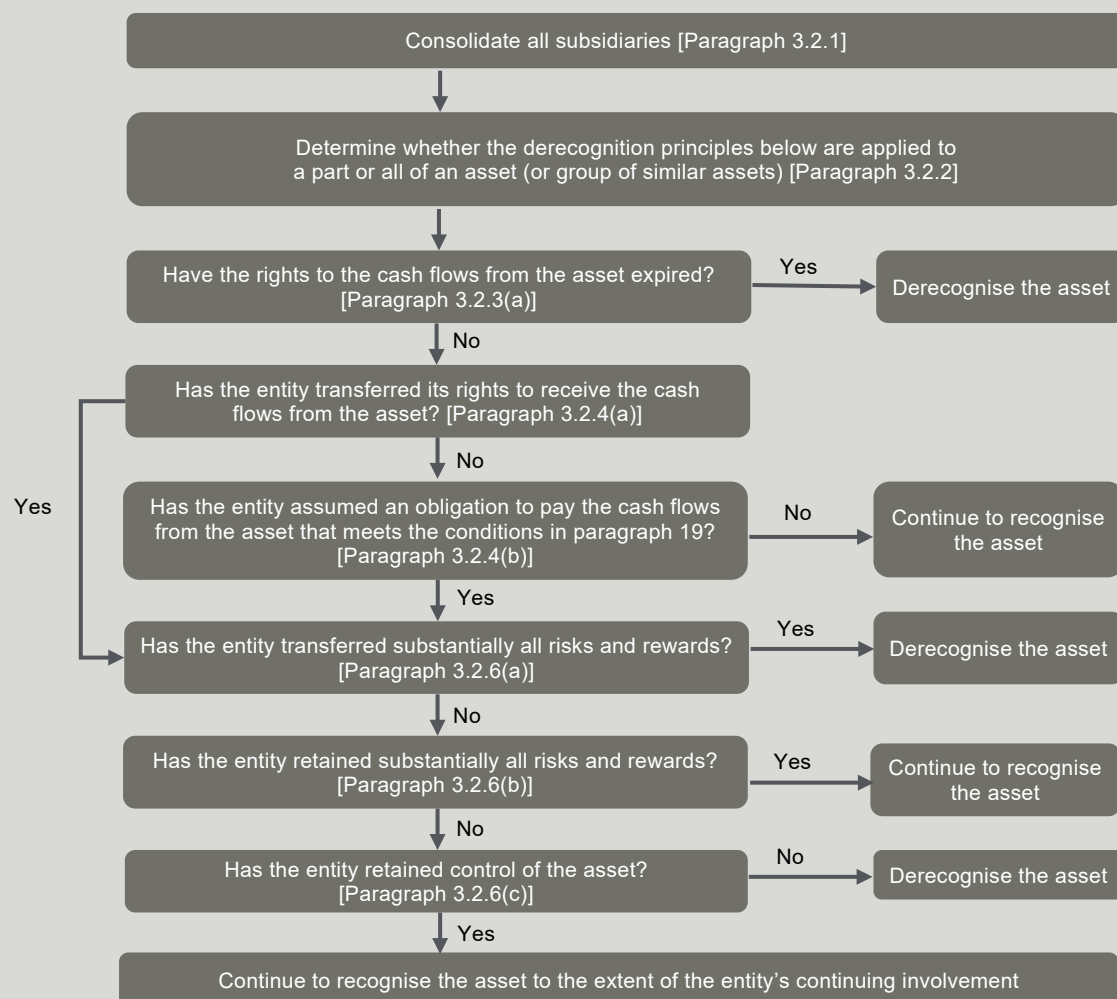 Consolidate all subsidiaries [Paragraph 3.2.1]
Determine whether the derecognition principles below are applied to
a part or all of an asset (or group of similar assets) [Paragraph 3.2.2]
Have the rights to the cash flows from the asset expired?
[Paragraph 3.2.3(a)]
Yes
Derecognise the asset
No
Has the entity transferred its rights to receive the cash
flows from the asset? [Paragraph 3.2.4(a)]
Yes
No
Has the entity assumed an obligation to pay the cash flows
from the asset that meets the conditions in paragraph 19?
[Paragraph 3.2.4(b)]
No
Continue to recognise
the asset
Yes
Has the entity transferred substantially all risks and rewards?
[Paragraph 3.2.6(a)]
Yes
Derecognise the asset
No
Has the entity retained substantially all risks and rewards?
[Paragraph 3.2.6(b)]
Yes
Continue to recognise
the asset
No
Has the entity retained control of the asset?
[Paragraph 3.2.6(c)]
No
Derecognise the asset
Yes
Continue to recognise the asset to the extent of the entity’s continuing involvement